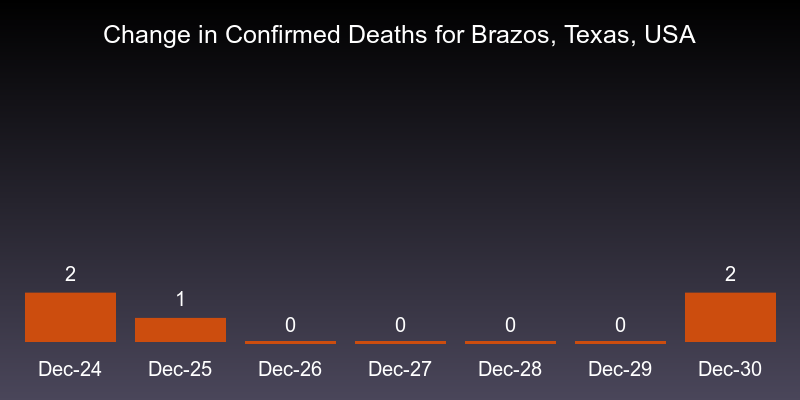 Change in Confirmed Deaths for Brazos, Texas, USA
2
1
0
0
0
0
2
Dec-24
Dec-25
Dec-26
Dec-27
Dec-28
Dec-29
Dec-30